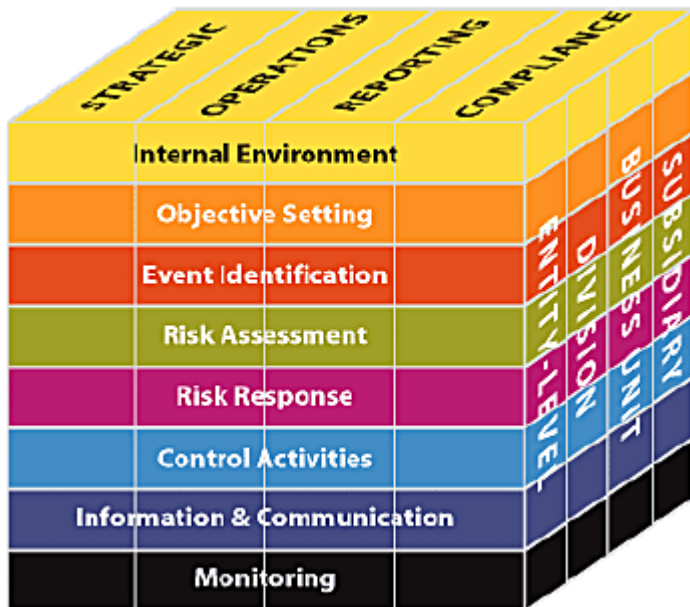 STRATEGIC
OPERATIONS
REPORTING
COMPLIANCE
Internal Environment
Objective Setting
Event Identification
Risk Assessment
Risk Response
Control Activities
Information & Communication
Monitoring
ENTITY-LEVEL
DIVISION
BUSINESS UNIT
SUBSIDIARY